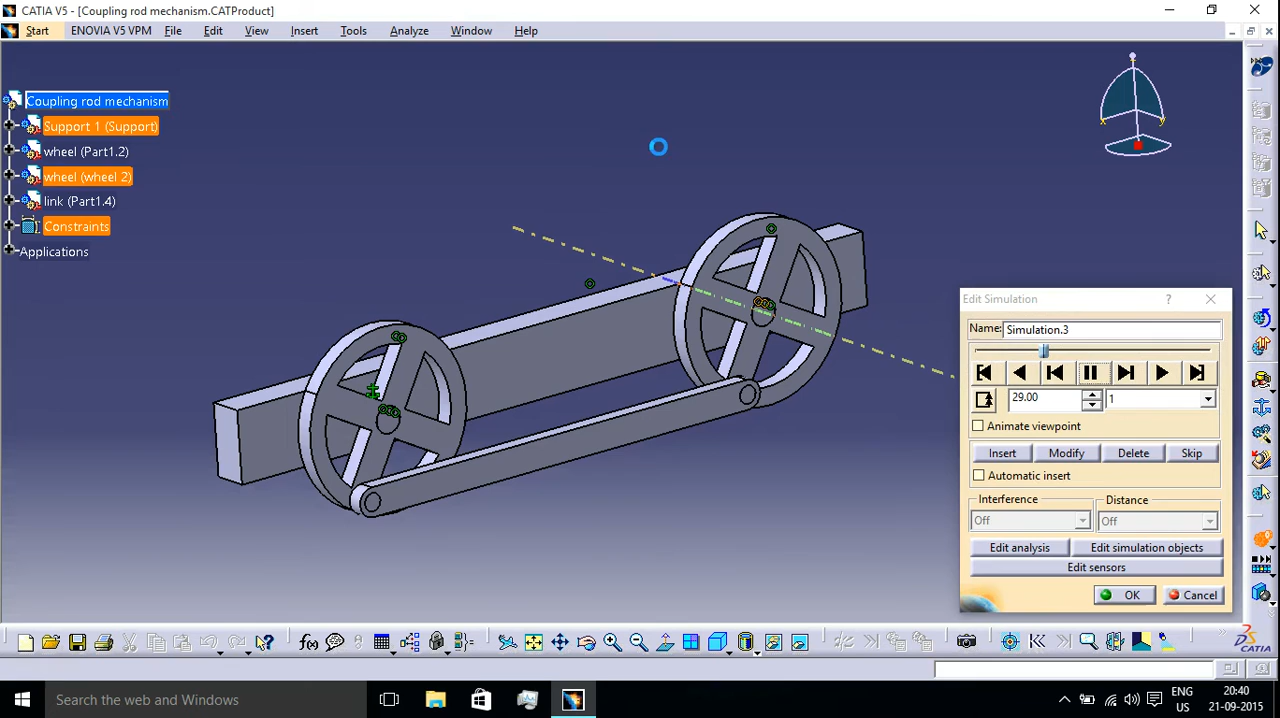 CATIA V5 - [Coupling rod mechanism.CATProduct]
Start ENOVIA V5 VPM File Edit View Insert Tools Analyze Window Help
Coupling rod mechanism
Support 1 (Support)
wheel (Part1.2)
wheel (wheel 2)
link (Part1.4)
Constraints
Applications
Edit Simulation ?
Name: Simulation.3
29.00 1
Animate viewpoint
Insert Modify Delete Skip
Automatic insert
Interference Distance
Off Off
Edit analysis Edit simulation objects
Edit sensors
OK Cancel
f(x)
CATIA
Search the web and Windows
ENG 20:40
US 21-09-2015